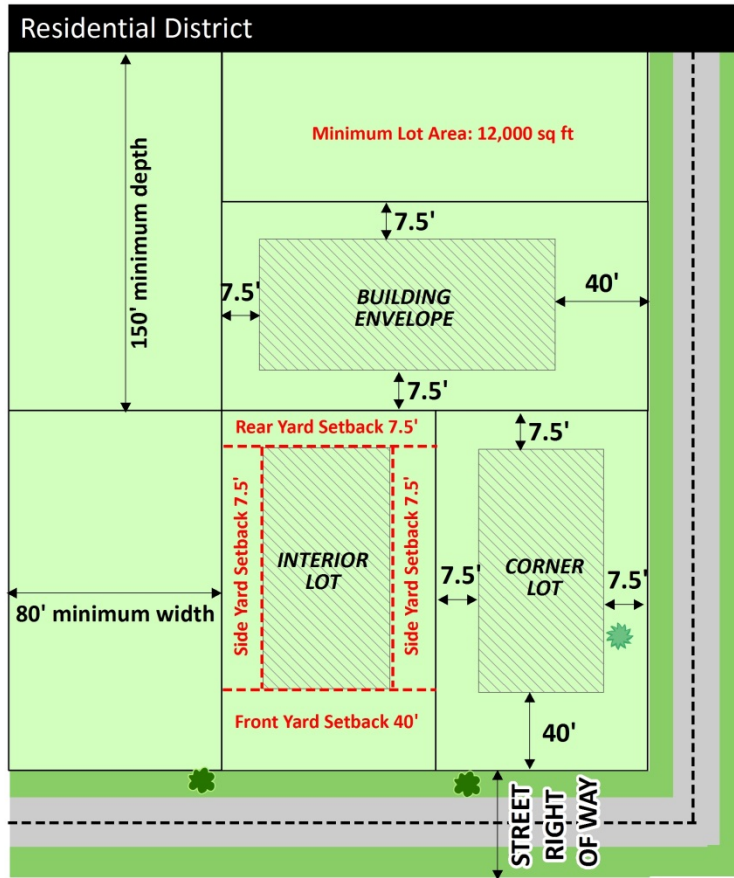 Residential District
Minimum Lot Area: 12,000 sq ft
150' minimum depth
7.5'
7.5'
BUILDING
ENVELOPE
40'
7.5'
Rear Yard Setback 7.5'
7.5'
Side Yard Setback 7.5'
INTERIOR
LOT
Side Yard Setback 7.5'
7.5'
CORNER
LOT
7.5'
80' minimum width
Front Yard Setback 40'
40'
STREET
RIGHT
OF WAY